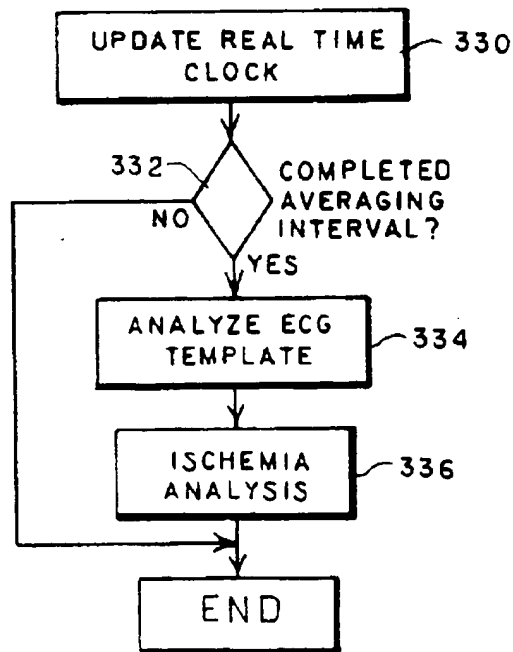 UPDATE REAL TIME
CLOCK
330
332
COMPLETED
AVERAGING
INTERVAL?
NO
YES
ANALYZE ECG
TEMPLATE
334
ISCHEMIA
ANALYSIS
336
END